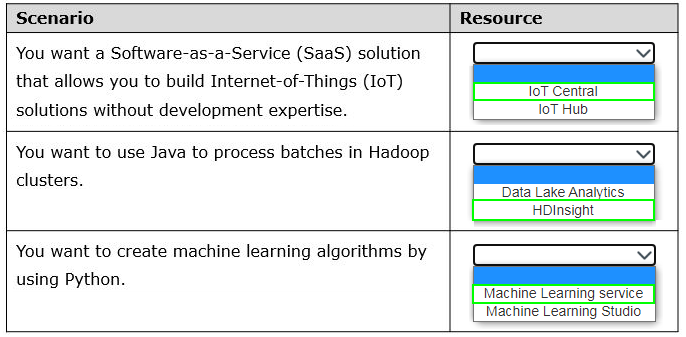 Scenario Resource
You want a Software-as-a-Service (SaaS) solution
that allows you to build Internet-of-Things (IoT)
solutions without development expertise.
IoT Central
IoT Hub
You want to use Java to process batches in Hadoop
clusters.
Data Lake Analytics
HDInsight
You want to create machine learning algorithms by
using Python.
Machine Learning service
Machine Learning Studio